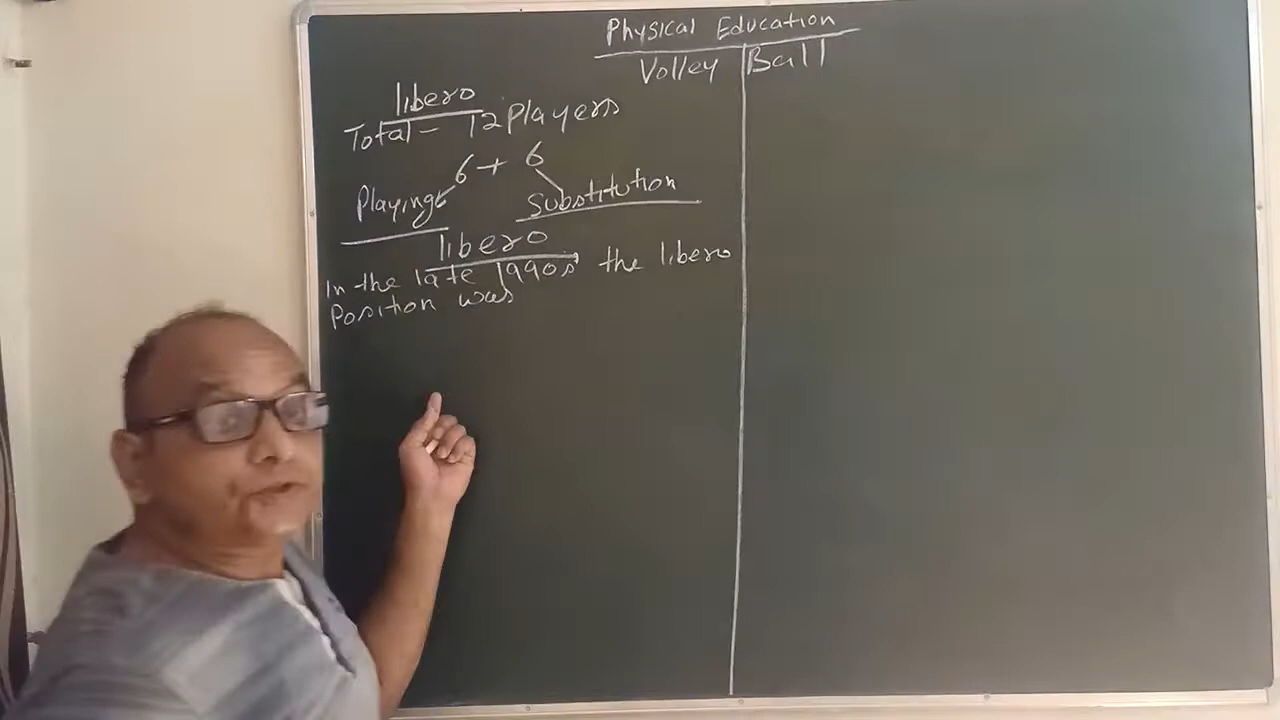 Physical Education
Volley Ball
libero
Total - 12 Players
6 + 6
Playing
Substitution
libero
In the late 1990s the libero
Position was